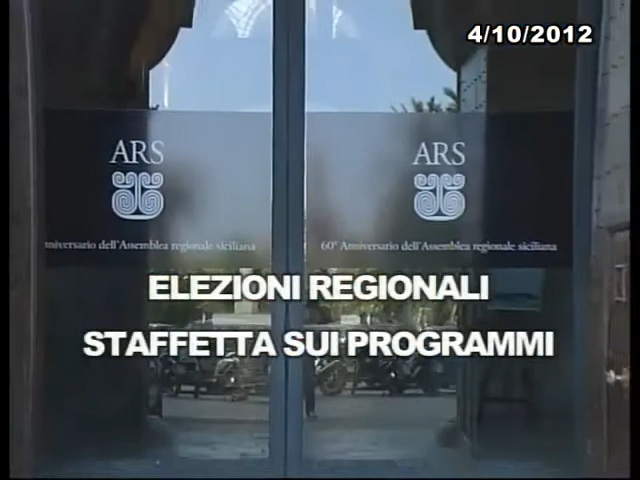 4/10/2012
ARS
ARS
nniversario dell'Assemblea regionale siciliana
60° Anniversario dell'Assemblea regionale siciliana
ELEZIONI REGIONALI
STAFFETTA SUI PROGRAMMI